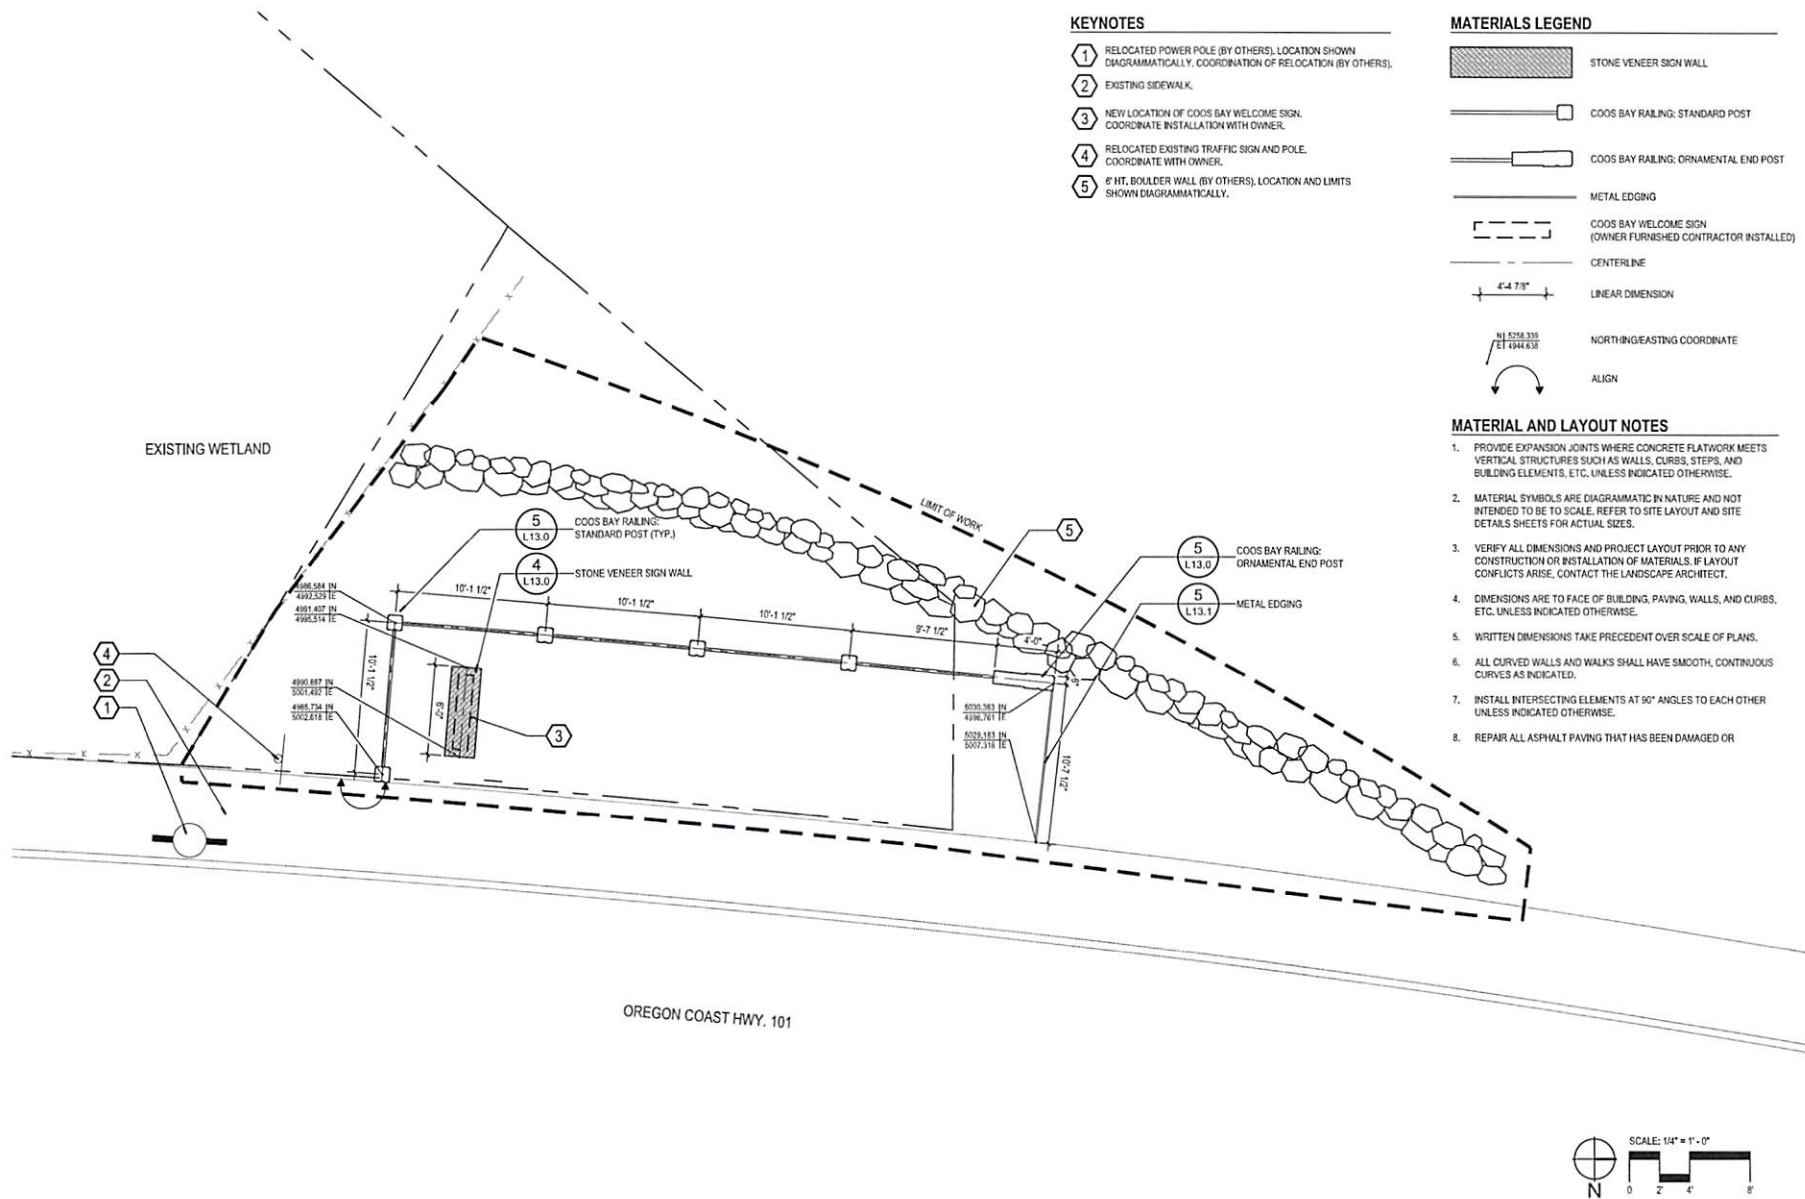 KEYNOTES
1 RELOCATED POWER POLE (BY OTHERS). LOCATION SHOWN
DIAGRAMMATICALLY. COORDINATION OF RELOCATION (BY OTHERS).
2 EXISTING SIDEWALK.
3 NEW LOCATION OF COOS BAY WELCOME SIGN.
COORDINATE INSTALLATION WITH OWNER.
4 RELOCATED EXISTING TRAFFIC SIGN AND POLE.
COORDINATE WITH OWNER.
5 6' HT. BOULDER WALL (BY OTHERS). LOCATION AND LIMITS
SHOWN DIAGRAMMATICALLY.
MATERIALS LEGEND
STONE VENEER SIGN WALL
COOS BAY RAILING: STANDARD POST
COOS BAY RAILING: ORNAMENTAL END POST
METAL EDGING
COOS BAY WELCOME SIGN
(OWNER FURNISHED CONTRACTOR INSTALLED)
CENTERLINE
4'-4 7/8"
LINEAR DIMENSION
N 5258.339
E 4944.638
NORTHING/EASTING COORDINATE
ALIGN
MATERIAL AND LAYOUT NOTES
1. PROVIDE EXPANSION JOINTS WHERE CONCRETE FLATWORK MEETS
VERTICAL STRUCTURES SUCH AS WALLS, CURBS, STEPS, AND
BUILDING ELEMENTS, ETC. UNLESS INDICATED OTHERWISE.
2. MATERIAL SYMBOLS ARE DIAGRAMMATIC IN NATURE AND NOT
INTENDED TO BE TO SCALE. REFER TO SITE LAYOUT AND SITE
DETAILS SHEETS FOR ACTUAL SIZES.
3. VERIFY ALL DIMENSIONS AND PROJECT LAYOUT PRIOR TO ANY
CONSTRUCTION OR INSTALLATION OF MATERIALS. IF LAYOUT
CONFLICTS ARISE, CONTACT THE LANDSCAPE ARCHITECT.
4. DIMENSIONS ARE TO FACE OF BUILDING, PAVING, WALLS, AND CURBS,
ETC. UNLESS INDICATED OTHERWISE.
5. WRITTEN DIMENSIONS TAKE PRECEDENT OVER SCALE OF PLANS.
6. ALL CURVED WALLS AND WALKS SHALL HAVE SMOOTH, CONTINUOUS
CURVES AS INDICATED.
7. INSTALL INTERSECTING ELEMENTS AT 90° ANGLES TO EACH OTHER
UNLESS INDICATED OTHERWISE.
8. REPAIR ALL ASPHALT PAVING THAT HAS BEEN DAMAGED OR
EXISTING WETLAND
LIMIT OF WORK
5
L13.0
COOS BAY RAILING:
STANDARD POST (TYP.)
4
L13.0
STONE VENEER SIGN WALL
5
5
L13.0
COOS BAY RAILING:
ORNAMENTAL END POST
5
L13.1
METAL EDGING
4986.584 N
4992.529 E
4991.407 N
4995.514 E
10'-1 1/2"
10'-1 1/2"
10'-1 1/2"
9'-7 1/2"
4'-0"
6"
10'-1 1/2"
6'-0"
4990.887 N
5001.492 E
4985.734 N
5002.618 E
5030.383 N
4996.761 E
5029.183 N
5007.318 E
10'-7 1/2"
3
4
2
1
OREGON COAST HWY. 101
SCALE: 1/4" = 1' - 0"
N
0 2' 4' 8'